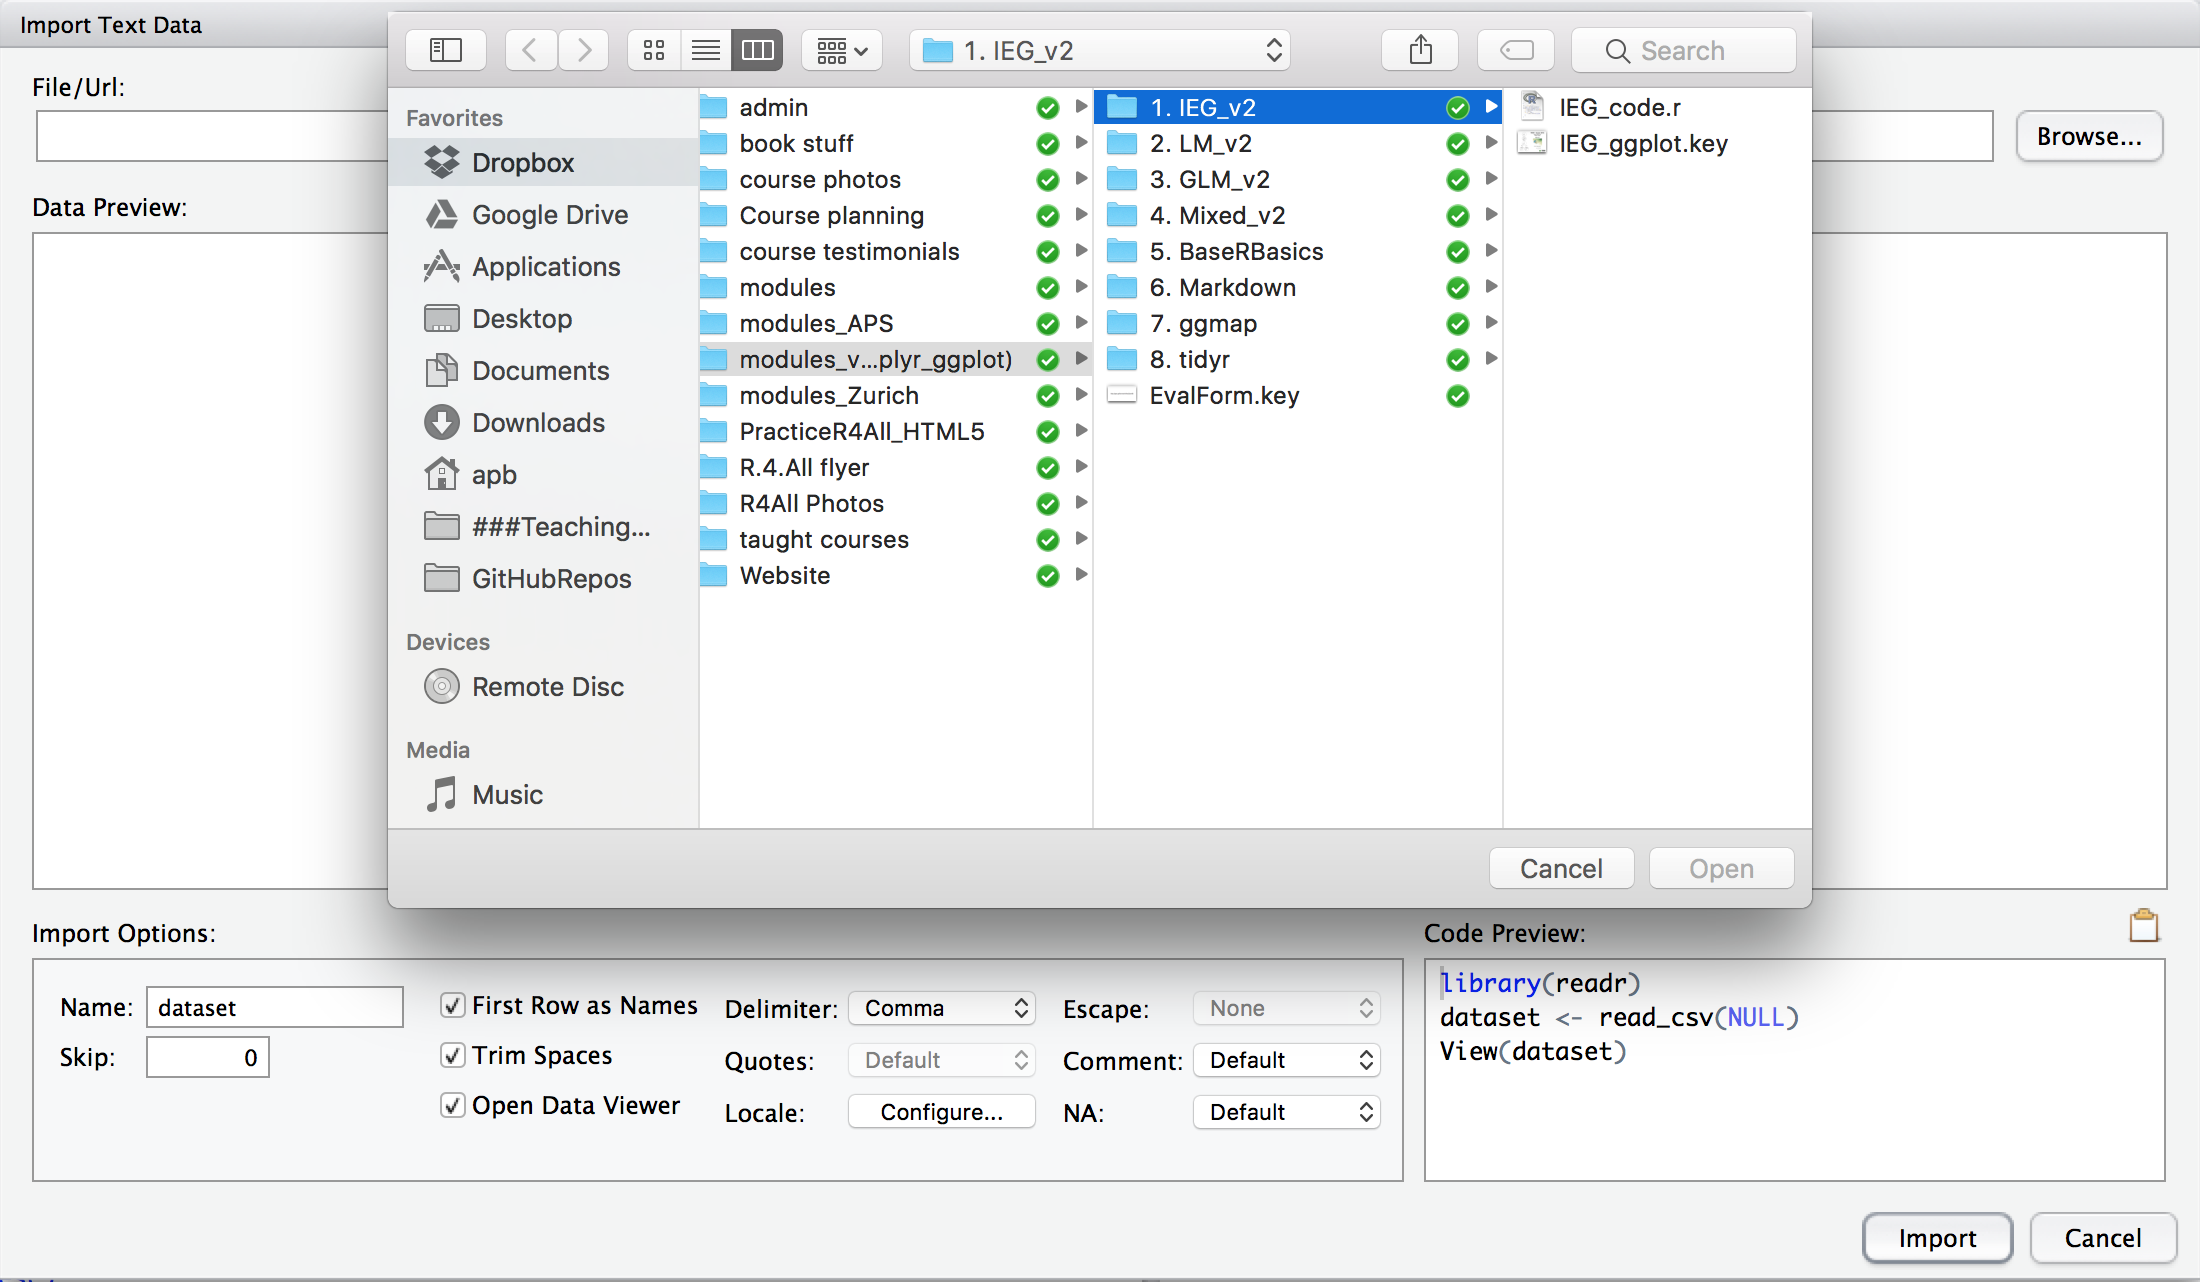 Import Text Data
1. IEG_v2
Search
File/Url:
Browse...
Data Preview:
Favorites
Dropbox
Google Drive
Applications
Desktop
Documents
Downloads
apb
###Teaching...
GitHubRepos
Devices
Remote Disc
Media
Music
admin
book stuff
course photos
Course planning
course testimonials
modules
modules_APS
modules_v...plyr_ggplot)
modules_Zurich
PracticeR4All_HTML5
R.4.All flyer
R4All Photos
taught courses
Website
1. IEG_v2
2. LM_v2
3. GLM_v2
4. Mixed_v2
5. BaseRBasics
6. Markdown
7. ggmap
8. tidyr
EvalForm.key
IEG_code.r
IEG_ggplot.key
Cancel
Open
Import Options:
Name: dataset
Skip: 0
First Row as Names
Trim Spaces
Open Data Viewer
Delimiter: Comma
Quotes: Default
Locale: Configure...
Escape: None
Comment: Default
NA: Default
Code Preview:
library(readr)
dataset <- read_csv(NULL)
View(dataset)
Import
Cancel